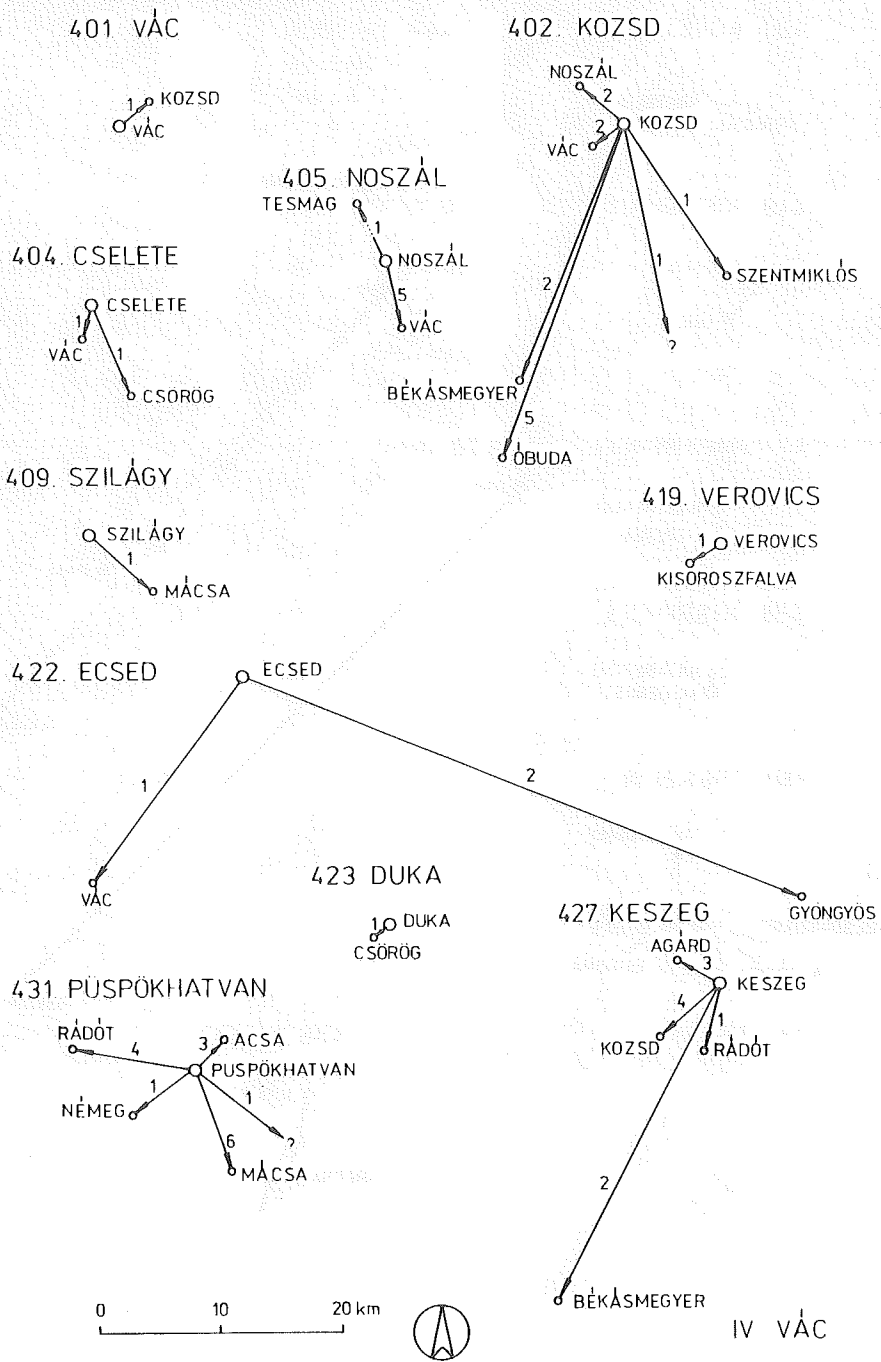 401 VÁC
KOZSD
1
VÁC
402. KOZSD
NOSZÁL
2
KOZSD
2
VÁC
1
1
2
SZENTMIKLÓS
?
BÉKÁSMEGYER
5
ÓBUDA
405. NOSZÁL
TESMAG
1
NOSZÁL
5
VÁC
404. CSELETE
CSELETE
1
VÁC
1
CSÖRÖG
409. SZILÁGY
SZILÁGY
1
MÁCSA
419. VEROVICS
1
VEROVICS
KISOROSZFALVA
422. ECSED
ECSED
1
2
VÁC
GYÖNGYÖS
423 DUKA
1
DUKA
CSÖRÖG
427 KESZEG
AGÁRD
3
KESZEG
4
1
KOZSD
RÁDÓT
2
BÉKÁSMEGYER
431 PÜSPÖKHATVAN
RÁDÓT
4
3
ACSA
PÜSPÖKHATVAN
1
1
NÉMEG
?
6
MÁCSA
0 10 20 km
IV VÁC